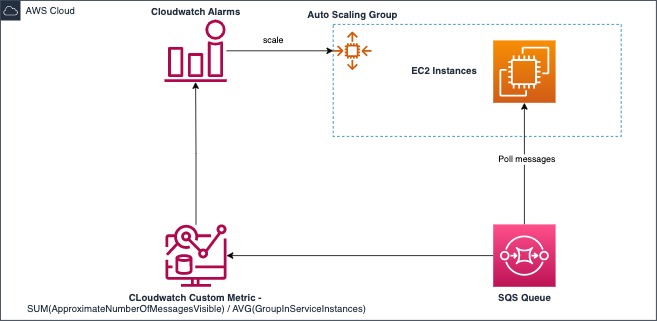 AWS Cloud
Cloudwatch Alarms
Auto Scaling Group
scale
EC2 Instances
Poll messages
CLoudwatch Custom Metric -
SUM(ApproximateNumberOfMessagesVisible) / AVG(GroupInServiceInstances)
SQS Queue